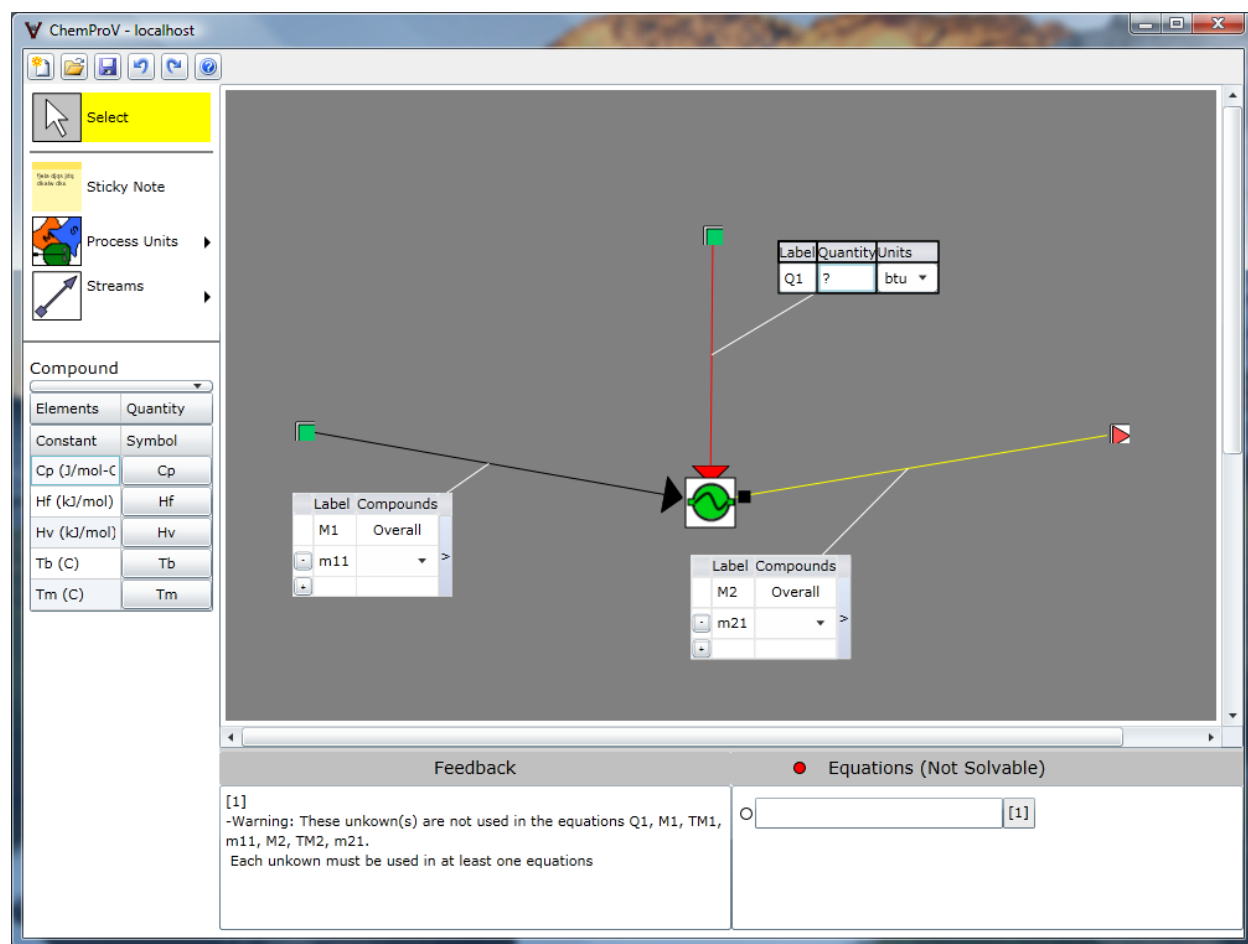 ChemProV - localhost
Select
Sticky Note
Process Units
Streams
Compound
Elements Quantity
Constant Symbol
Cp (J/mol-C Cp
Hf (kJ/mol) Hf
Hv (kJ/mol) Hv
Tb (C) Tb
Tm (C) Tm
Label Quantity Units
Q1 ? btu
Label Compounds
M1 Overall
- m11 >
+
Label Compounds
M2 Overall
- m21 >
+
Feedback
[1]
-Warning: These unkown(s) are not used in the equations Q1, M1, TM1,
m11, M2, TM2, m21.
Each unkown must be used in at least one equations
Equations (Not Solvable)
[1]